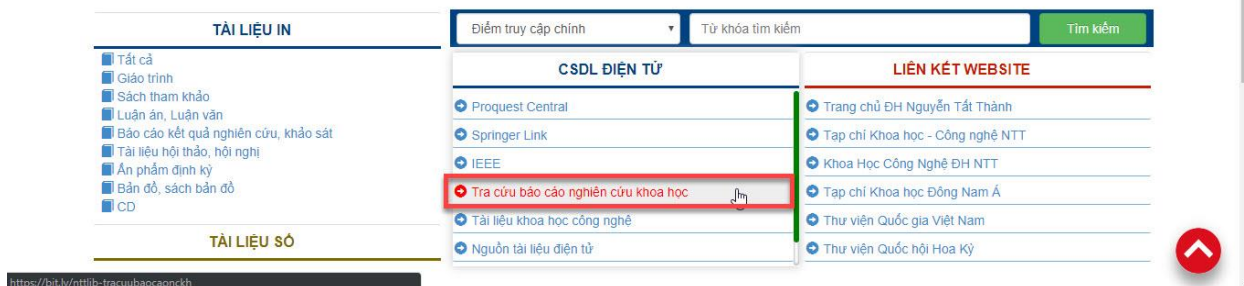 TÀI LIỆU IN
Tất cả
Giáo trình
Sách tham khảo
Luận án, Luận văn
Báo cáo kết quả nghiên cứu, khảo sát
Tài liệu hội thảo, hội nghị
Ấn phẩm định kỳ
Bản đồ, sách bản đồ
CD
TÀI LIỆU SỐ
Điểm truy cập chính
Từ khóa tìm kiếm
Tìm kiếm
CSDL ĐIỆN TỬ
Proquest Central
Springer Link
IEEE
Tra cứu báo cáo nghiên cứu khoa học
Tài liệu khoa học công nghệ
Nguồn tài liệu điện tử
LIÊN KẾT WEBSITE
Trang chủ ĐH Nguyễn Tất Thành
Tạp chí Khoa học - Công nghệ NTT
Khoa Học Công Nghệ ĐH NTT
Tạp chí Khoa học Đông Nam Á
Thư viện Quốc gia Việt Nam
Thư viện Quốc hội Hoa Kỳ
https://bit.ly/nttlib-tracuubaocaonckh